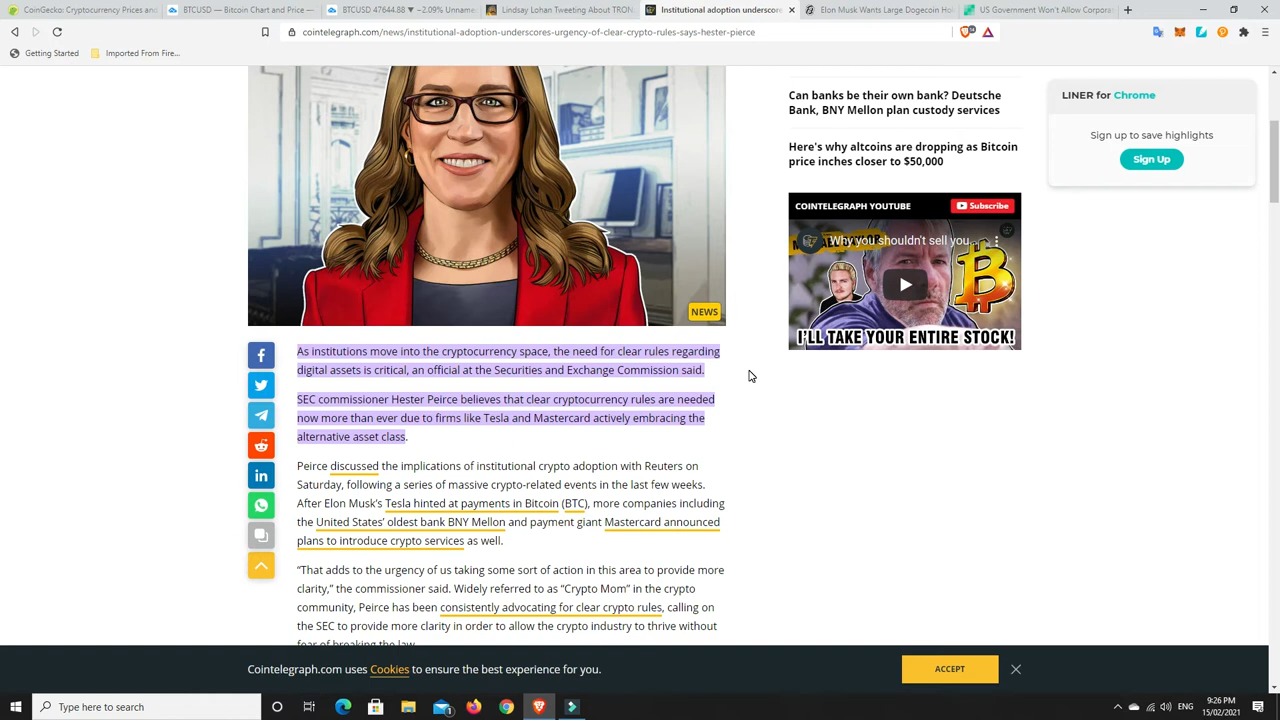 CoinGecko: Cryptocurrency Prices and
BTCUSD — Bitcoin Chart and Price —
BTCUSD 47644.88 ▼ −2.09% Unname
Lindsay Lohan Tweeting About TRON
Institutional adoption underscore
Elon Musk Wants Large Dogecoin Hol
US Government Won't Allow Corporat
cointelegraph.com/news/institutional-adoption-underscores-urgency-of-clear-crypto-rules-says-hester-pierce
Getting Started
Imported From Fire...
NEWS
As institutions move into the cryptocurrency space, the need for clear rules regarding
digital assets is critical, an official at the Securities and Exchange Commission said.
SEC commissioner Hester Peirce believes that clear cryptocurrency rules are needed
now more than ever due to firms like Tesla and Mastercard actively embracing the
alternative asset class.
Peirce discussed the implications of institutional crypto adoption with Reuters on
Saturday, following a series of massive crypto-related events in the last few weeks.
After Elon Musk's Tesla hinted at payments in Bitcoin (BTC), more companies including
the United States' oldest bank BNY Mellon and payment giant Mastercard announced
plans to introduce crypto services as well.
“That adds to the urgency of us taking some sort of action in this area to provide more
clarity,” the commissioner said. Widely referred to as “Crypto Mom” in the crypto
community, Peirce has been consistently advocating for clear crypto rules, calling on
the SEC to provide more clarity in order to allow the crypto industry to thrive without
fear of breaking the law.
Can banks be their own bank? Deutsche
Bank, BNY Mellon plan custody services
Here's why altcoins are dropping as Bitcoin
price inches closer to $50,000
COINTELEGRAPH YOUTUBE
Subscribe
Why you shouldn't sell you...
I'LL TAKE YOUR ENTIRE STOCK!
LINER for Chrome
Sign up to save highlights
Sign Up
Cointelegraph.com uses Cookies to ensure the best experience for you.
ACCEPT
Type here to search
ENG
9:26 PM
15/02/2021